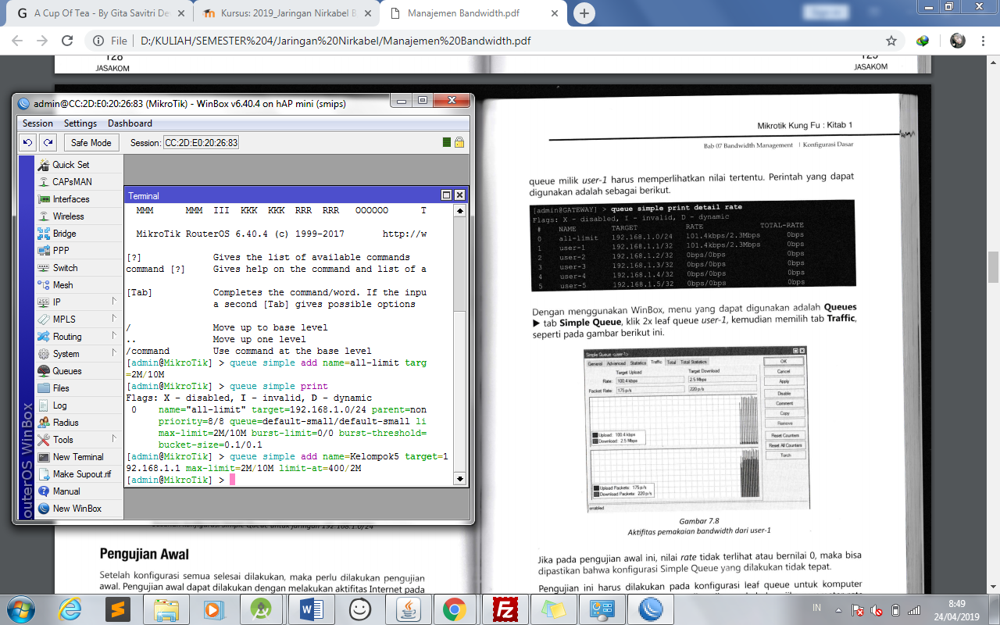 A Cup Of Tea - By Gita Savitri De
Kursus: 2019_Jaringan Nirkabel B
Manajemen Bandwidth.pdf
File | D:/KULIAH/SEMESTER%204/Jaringan%20Nirkabel/Manajemen%20Bandwidth.pdf
128
JASAKOM
129
JASAKOM
admin@CC:2D:E0:20:26:83 (MikroTik) - WinBox v6.40.4 on hAP mini (smips)
Session Settings Dashboard
Safe Mode Session: CC:2D:E0:20:26:83
Quick Set
CAPsMAN
Interfaces
Wireless
Bridge
PPP
Switch
Mesh
IP
MPLS
Routing
System
Queues
Files
Log
Radius
Tools
New Terminal
Make Supout.rif
Manual
New WinBox
outerOS WinBox
Terminal
MMM MMM III KKK KKK RRR RRR OOOOOO T
MikroTik RouterOS 6.40.4 (c) 1999-2017 http://w
[?] Gives the list of available commands
command [?] Gives help on the command and list of a
[Tab] Completes the command/word. If the inpu
a second [Tab] gives possible options
/ Move up to base level
.. Move up one level
/command Use command at the base level
[admin@MikroTik] > queue simple add name=all-limit targ
=2M/10M
[admin@MikroTik] > queue simple print
Flags: X - disabled, I - invalid, D - dynamic
0 name="all-limit" target=192.168.1.0/24 parent=non
priority=8/8 queue=default-small/default-small li
max-limit=2M/10M burst-limit=0/0 burst-threshold=
bucket-size=0.1/0.1
[admin@MikroTik] > queue simple add name=Kelompok5 target=1
92.168.1.1 max-limit=2M/10M limit-at=400/2M
[admin@MikroTik] >
Pengujian Awal
Setelah konfigurasi semua selesai dilakukan, maka perlu dilakukan pengujian
awal. Pengujian awal dapat dilakukan dengan melakukan aktifitas Internet pada
Mikrotik Kung Fu : Kitab 1
Bab 07 Bandwidth Management | Konfigurasi Dasar
queue milik user-1 harus memperlihatkan nilai tertentu. Perintah yang dapat
digunakan adalah sebagai berikut.
[admin@GATEWAY] > queue simple print detail rate
Flags: X - disabled, I - invalid, D - dynamic
# NAME TARGET RATE TOTAL-RATE
0 all-limit 192.168.1.0/24 101.4kbps/2.3Mbps 0bps
1 user-1 192.168.1.1/32 101.4kbps/2.3Mbps 0bps
2 user-2 192.168.1.2/32 0bps/0bps 0bps
3 user-3 192.168.1.3/32 0bps/0bps 0bps
4 user-4 192.168.1.4/32 0bps/0bps 0bps
5 user-5 192.168.1.5/32 0bps/0bps 0bps
Dengan menggunakan WinBox, menu yang dapat digunakan adalah Queues
► tab Simple Queue, klik 2x leaf queue user-1, kemudian memilih tab Traffic,
seperti pada gambar berikut ini.
Simple Queue <user-1>
General Advanced Statistics Traffic Total Total Statistics
Target Upload Target Download
Rate: 100.4 kbps 2.5 Mbps
Packet Rate: 175 p/s 220 p/s
Upload: 100.4 kbps
Download: 2.5 Mbps
Upload Packets: 175 p/s
Download Packets: 220 p/s
enabled
OK
Cancel
Apply
Disable
Comment
Copy
Remove
Reset Counters
Reset All Counters
Torch
Gambar 7.8
Aktifitas pemakaian bandwidth dari user-1
Jika pada pengujian awal ini, nilai rate tidak terlihat atau bernilai 0, maka bisa
dipastikan bahwa konfigurasi Simple Queue yang dilakukan tidak tepat.
Pengujian ini harus dilakukan pada konfigurasi leaf queue untuk komputer
IN
8:49
24/04/2019